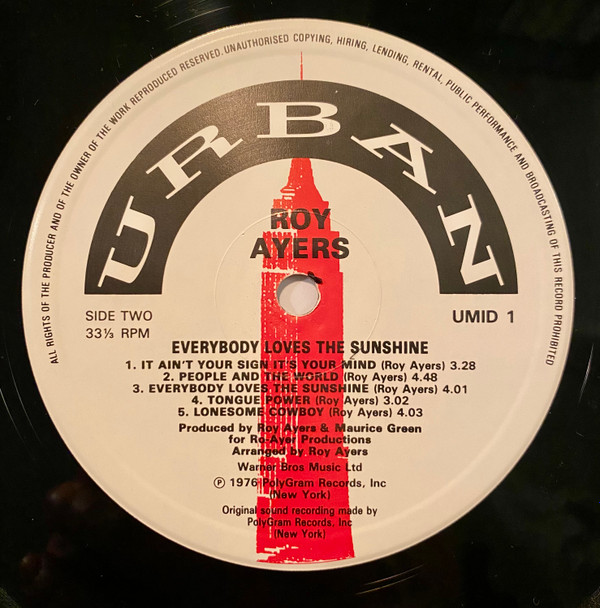 ALL RIGHTS OF THE PRODUCER AND OF THE OWNER OF THE WORK REPRODUCED RESERVED. UNAUTHORISED COPYING, HIRING, LENDING, RENTAL, PUBLIC PERFORMANCE AND BROADCASTING OF THIS RECORD PROHIBITED
URBAN
ROY
AYERS
SIDE TWO
33⅓ RPM
UMID 1
EVERYBODY LOVES THE SUNSHINE
1. IT AIN'T YOUR SIGN IT'S YOUR MIND (Roy Ayers) 3.28
2. PEOPLE AND THE WORLD (Roy Ayers) 4.48
3. EVERYBODY LOVES THE SUNSHINE (Roy Ayers) 4.01
4. TONGUE POWER (Roy Ayers) 3.02
5. LONESOME COWBOY (Roy Ayers) 4.03
Produced by Roy Ayers & Maurice Green
for Ro-Ayer Productions
Arranged by Roy Ayers
Warner Bros Music Ltd
℗ 1976 PolyGram Records, Inc
(New York)
Original sound recording made by
PolyGram Records, Inc
(New York)